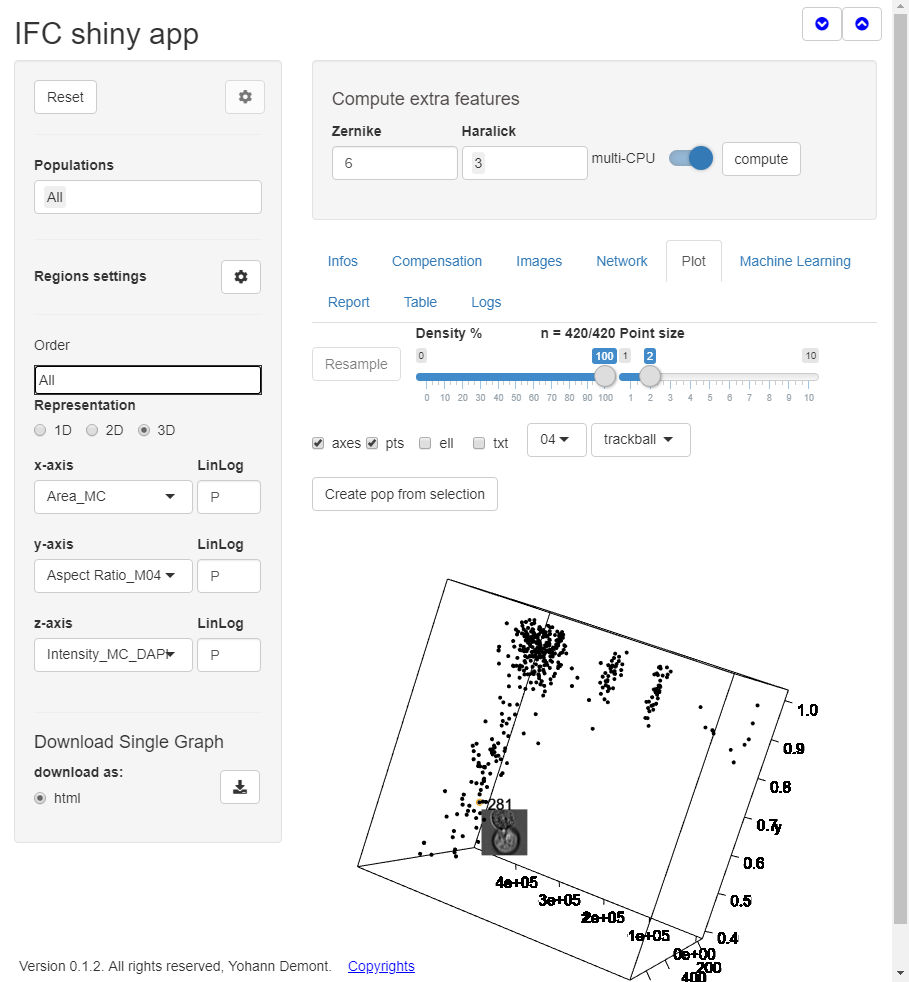 IFC shiny app
Reset
Populations
All
Regions settings
Order
All
Representation
1D 2D 3D
x-axis LinLog
Area_MC P
y-axis LinLog
Aspect Ratio_M04 P
z-axis LinLog
Intensity_MC_DAPI P
Download Single Graph
download as:
html
Compute extra features
Zernike Haralick
6 3 multi-CPU compute
Infos Compensation Images Network Plot Machine Learning
Report Table Logs
Density % n = 420/420 Point size
Resample
0 100 1 2 10
0 10 20 30 40 50 60 70 80 90 100 1 2 3 4 5 6 7 8 9 10
axes pts ell txt 04 trackball
Create pop from selection
1.0
0.9
0.8
281
0.7
y
0.6
4e+05
0.5
3e+05
2e+05
z
1e+05
0.4
0e+00
200
400
Version 0.1.2. All rights reserved, Yohann Demont. Copyrights